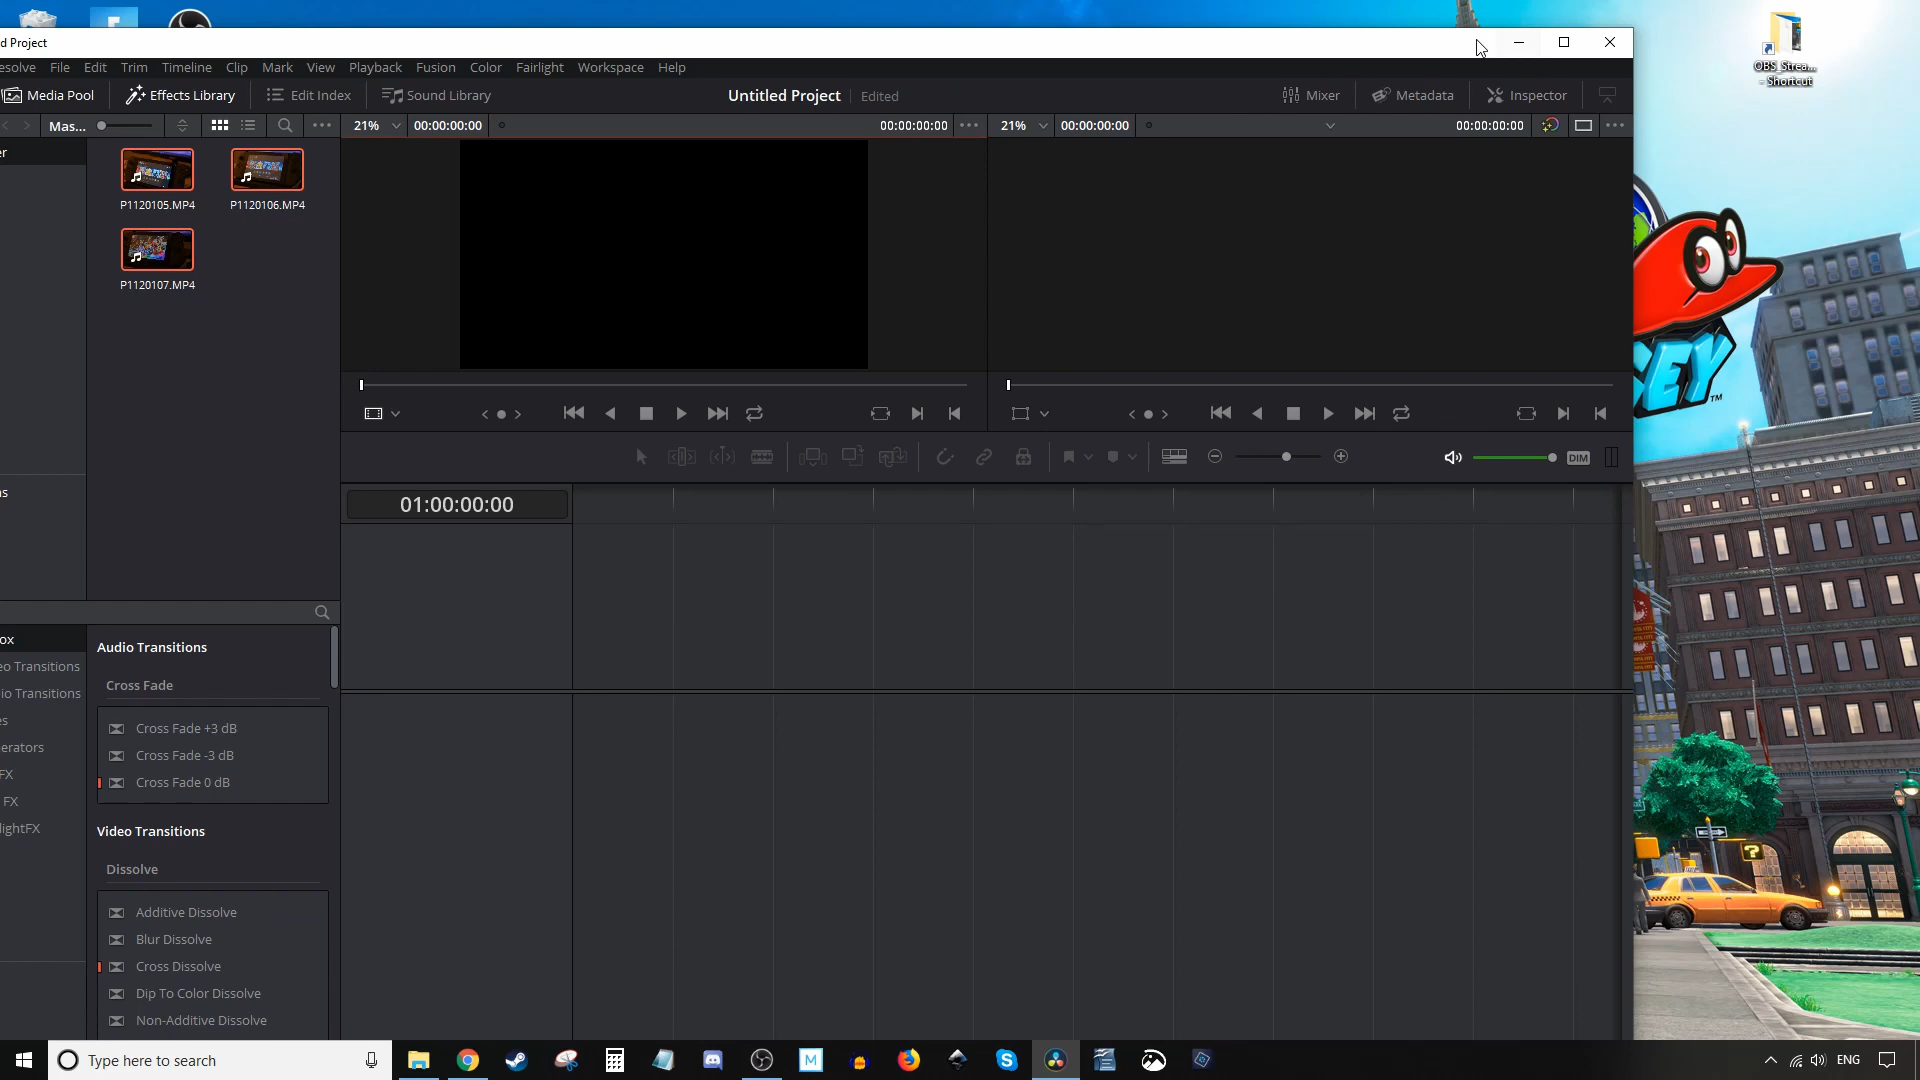 d Project
OBS_Strea...
- Shortcut
esolve File Edit Trim Timeline Clip Mark View Playback Fusion Color Fairlight Workspace Help
Media Pool Effects Library Edit Index Sound Library Untitled Project Edited Mixer Metadata Inspector
Mas... 21% 00:00:00:00 00:00:00:00 21% 00:00:00:00 00:00:00:00
er
P1120105.MP4 P1120106.MP4
P1120107.MP4
EY™
DIM
ns
01:00:00:00
ox
Audio Transitions
eo Transitions
Cross Fade
io Transitions
es
Cross Fade +3 dB
erators
Cross Fade -3 dB
FX
Cross Fade 0 dB
FX
lightFX
Video Transitions
Dissolve
Additive Dissolve
Blur Dissolve
Cross Dissolve
Dip To Color Dissolve
Non-Additive Dissolve
Type here to search
M
ENG